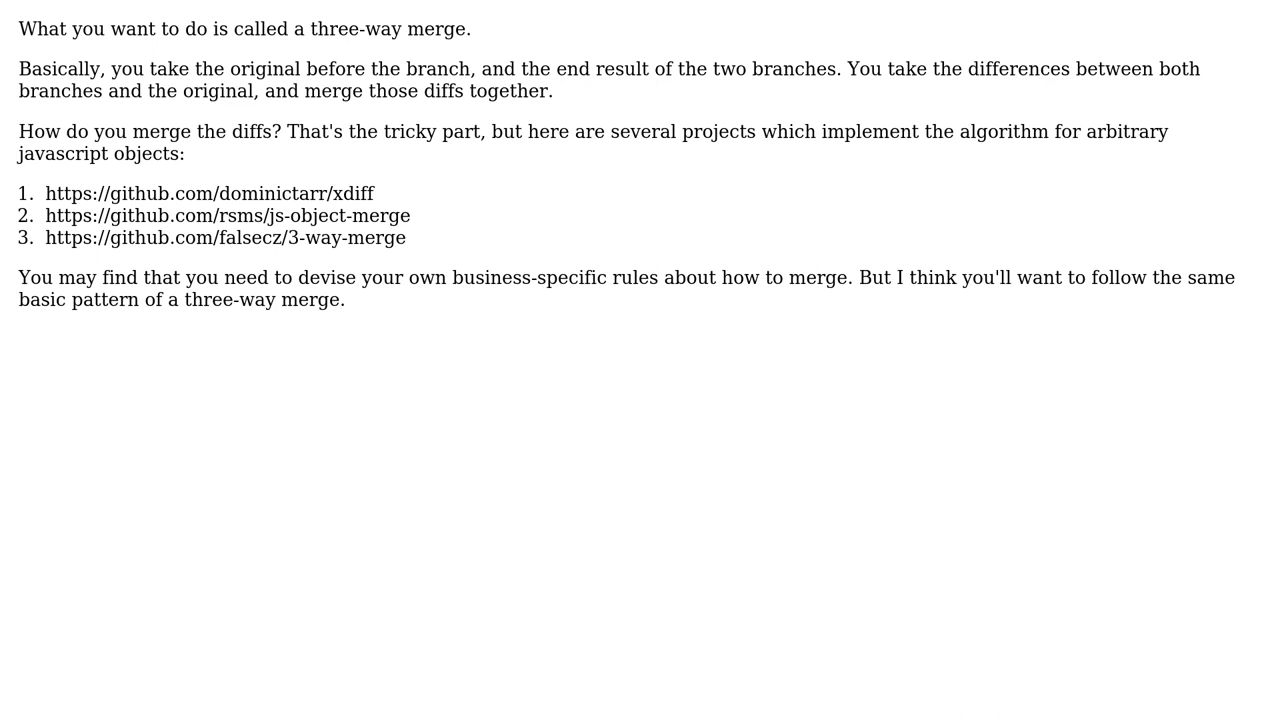 What you want to do is called a three-way merge.
Basically, you take the original before the branch, and the end result of the two branches. You take the differences between both
branches and the original, and merge those diffs together.
How do you merge the diffs? That's the tricky part, but here are several projects which implement the algorithm for arbitrary
javascript objects:
1. https://github.com/dominictarr/xdiff
2. https://github.com/rsms/js-object-merge
3. https://github.com/falsecz/3-way-merge
You may find that you need to devise your own business-specific rules about how to merge. But I think you'll want to follow the same
basic pattern of a three-way merge.